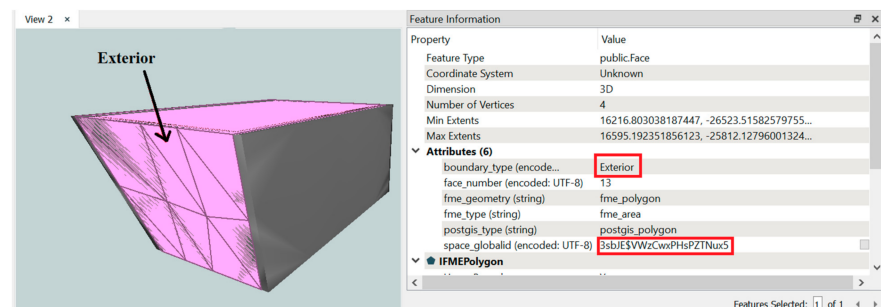 View 2 ×
Exterior
Feature Information
Property Value
Feature Type public.Face
Coordinate System Unknown
Dimension 3D
Number of Vertices 4
Min Extents 16216.803038187447, -26523.51582579755...
Max Extents 16595.192351856123, -25812.12796001324...
Attributes (6)
boundary_type (encode... Exterior
face_number (encoded: UTF-8) 13
fme_geometry (string) fme_polygon
fme_type (string) fme_area
postgis_type (string) postgis_polygon
space_globalid (encoded: UTF-8) 3sbJE$VWzCwxPHsPZTNux5
IFMEPolygon
Features Selected: 1 of 1